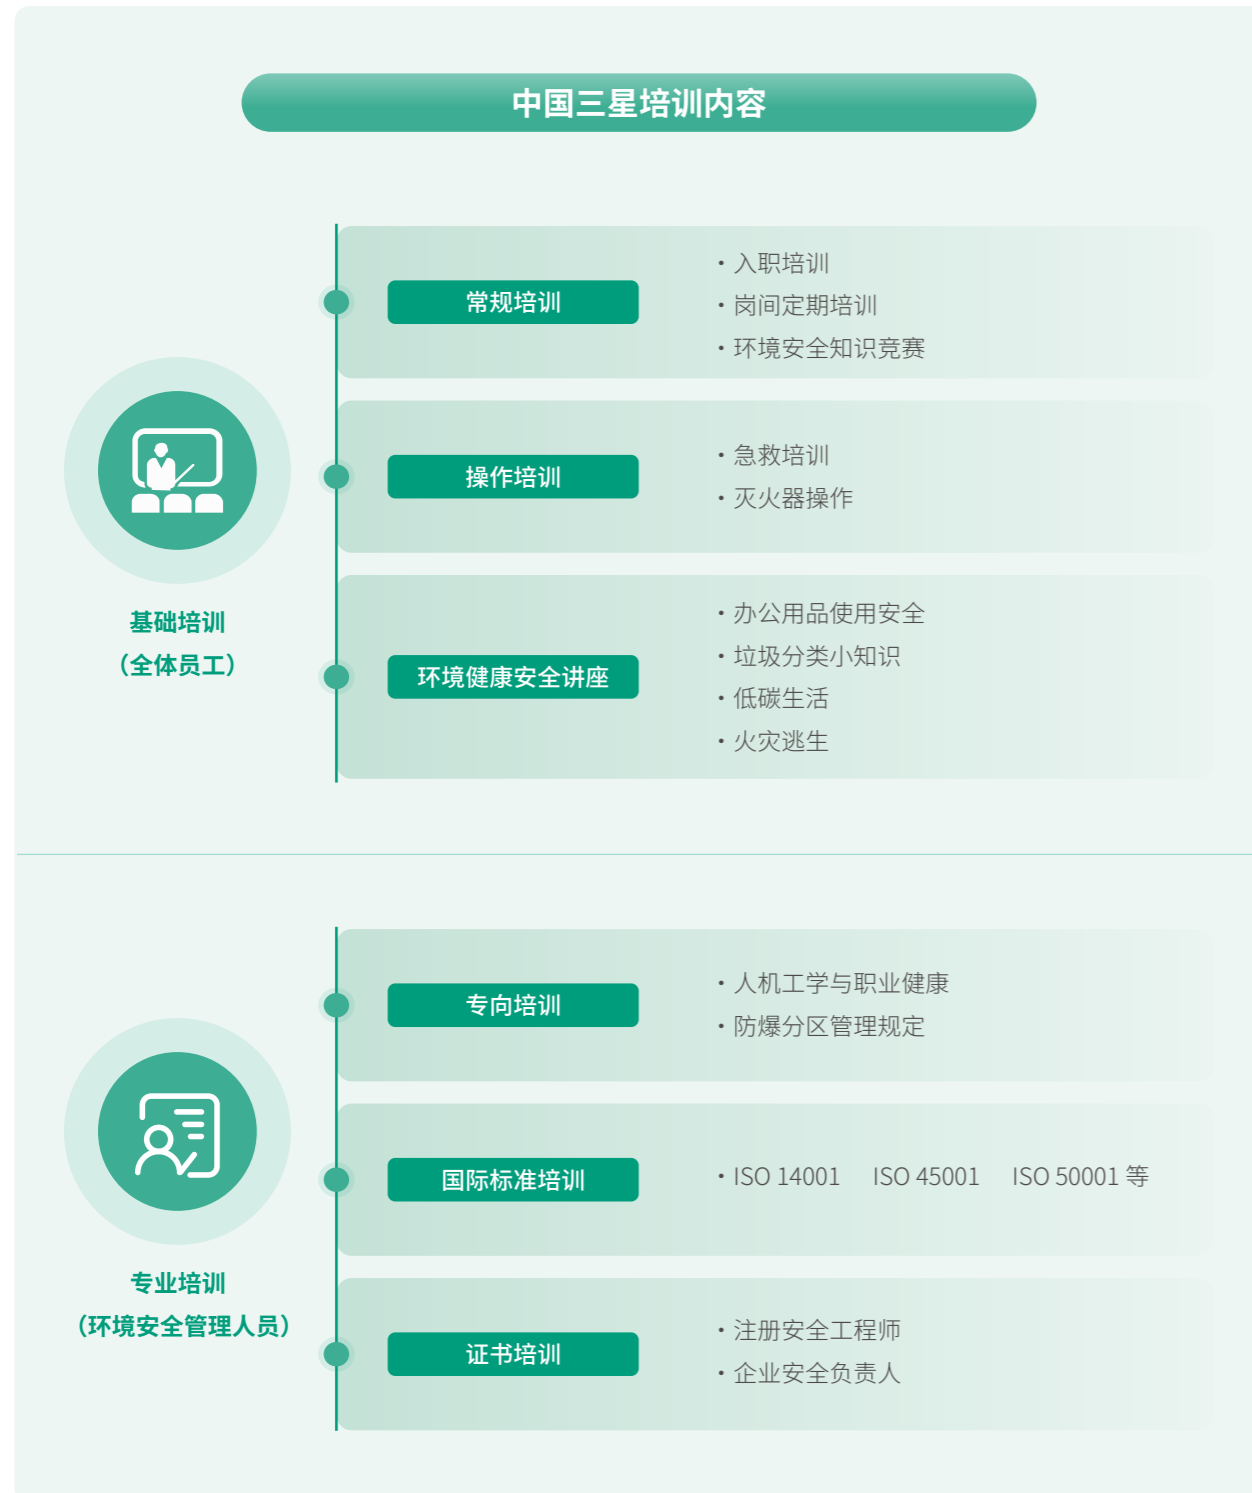 中国三星培训内容
常规培训
・入职培训
・岗间定期培训
・环境安全知识竞赛
操作培训
・急救培训
・灭火器操作
环境健康安全讲座
・办公用品使用安全
・垃圾分类小知识
・低碳生活
・火灾逃生
基础培训
（全体员工）
专向培训
・人机工学与职业健康
・防爆分区管理规定
国际标准培训
・ISO 14001 ISO 45001 ISO 50001 等
证书培训
・注册安全工程师
・企业安全负责人
专业培训
（环境安全管理人员）